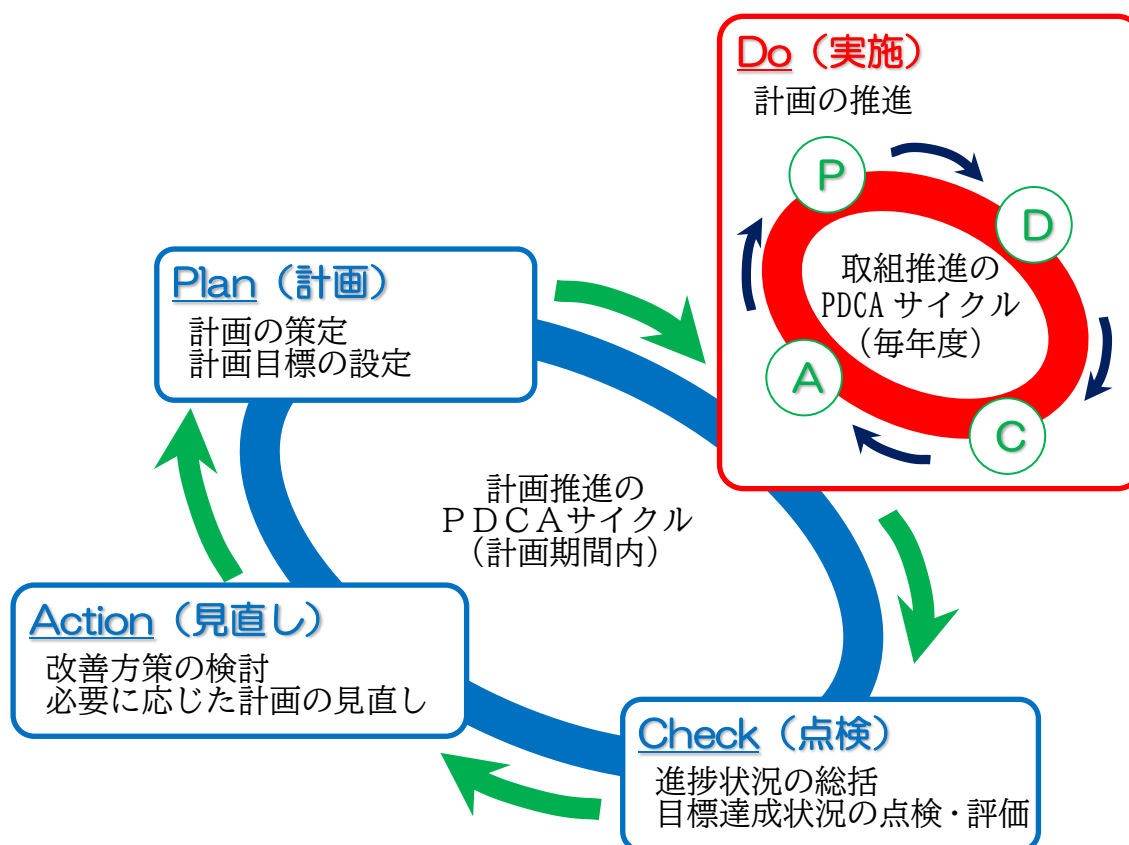 Do（実施）
計画の推進
P
D
取組推進の
PDCA サイクル
（毎年度）
A
C
Plan（計画）
計画の策定
計画目標の設定
計画推進の
ＰＤＣＡサイクル
（計画期間内）
Action（見直し）
改善方策の検討
必要に応じた計画の見直し
Check（点検）
進捗状況の総括
目標達成状況の点検・評価